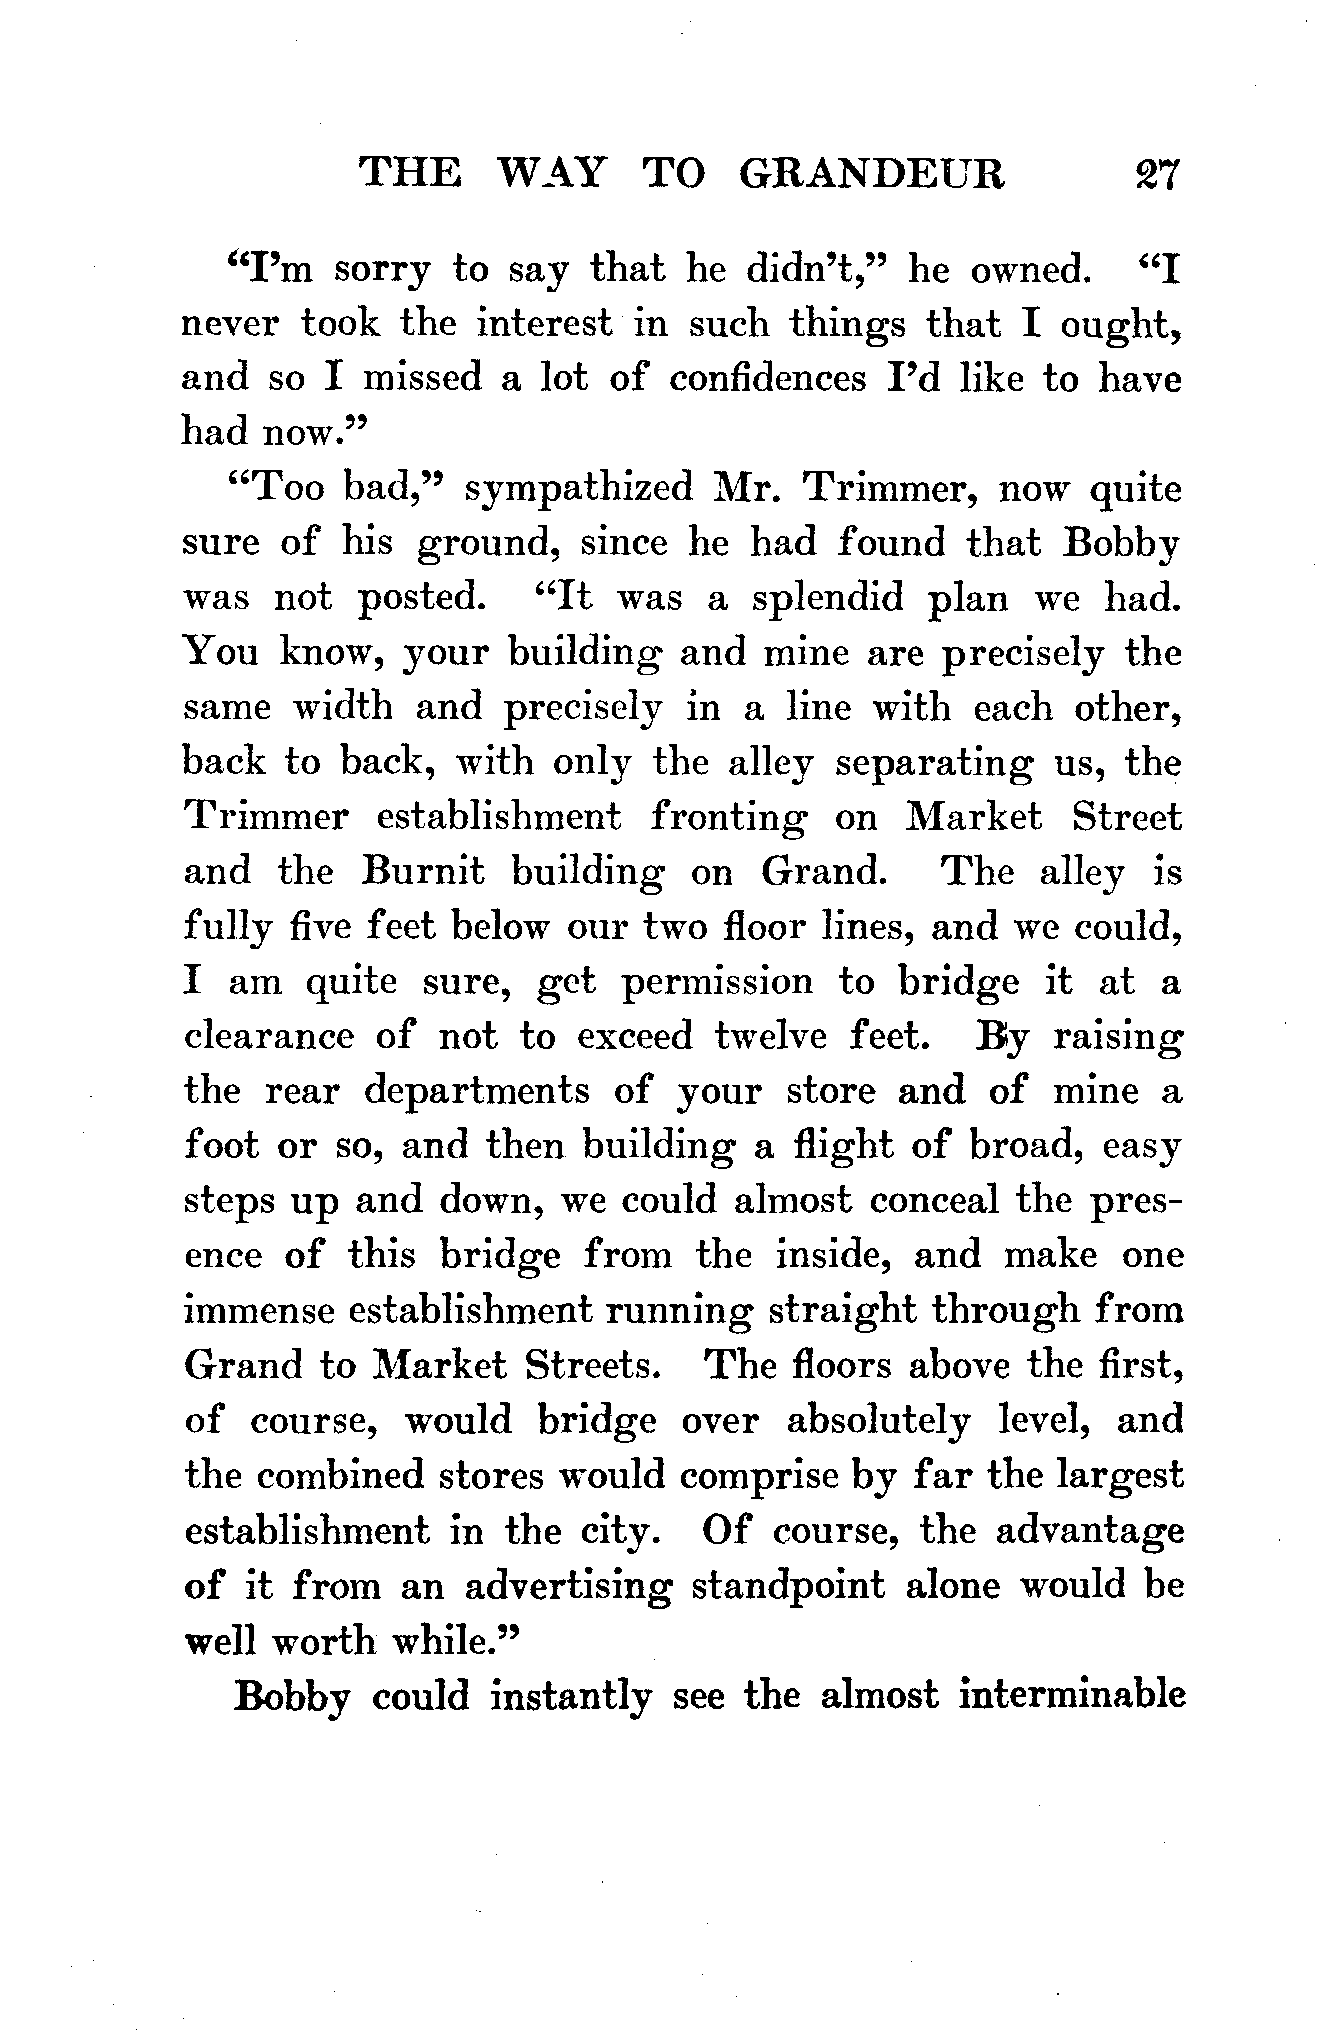 THE WAY TO GRANDEUR 27
“I’m sorry to say that he didn’t,” he owned. “I
never took the interest in such things that I ought,
and so I missed a lot of confidences I’d like to have
had now.”
“Too bad,” sympathized Mr. Trimmer, now quite
sure of his ground, since he had found that Bobby
was not posted. “It was a splendid plan we had.
You know, your building and mine are precisely the
same width and precisely in a line with each other,
back to back, with only the alley separating us, the
Trimmer establishment fronting on Market Street
and the Burnit building on Grand. The alley is
fully five feet below our two floor lines, and we could,
I am quite sure, get permission to bridge it at a
clearance of not to exceed twelve feet. By raising
the rear departments of your store and of mine a
foot or so, and then building a flight of broad, easy
steps up and down, we could almost conceal the pres-
ence of this bridge from the inside, and make one
immense establishment running straight through from
Grand to Market Streets. The floors above the first,
of course, would bridge over absolutely level, and
the combined stores would comprise by far the largest
establishment in the city. Of course, the advantage
of it from an advertising standpoint alone would be
well worth while.”
Bobby could instantly see the almost interminable